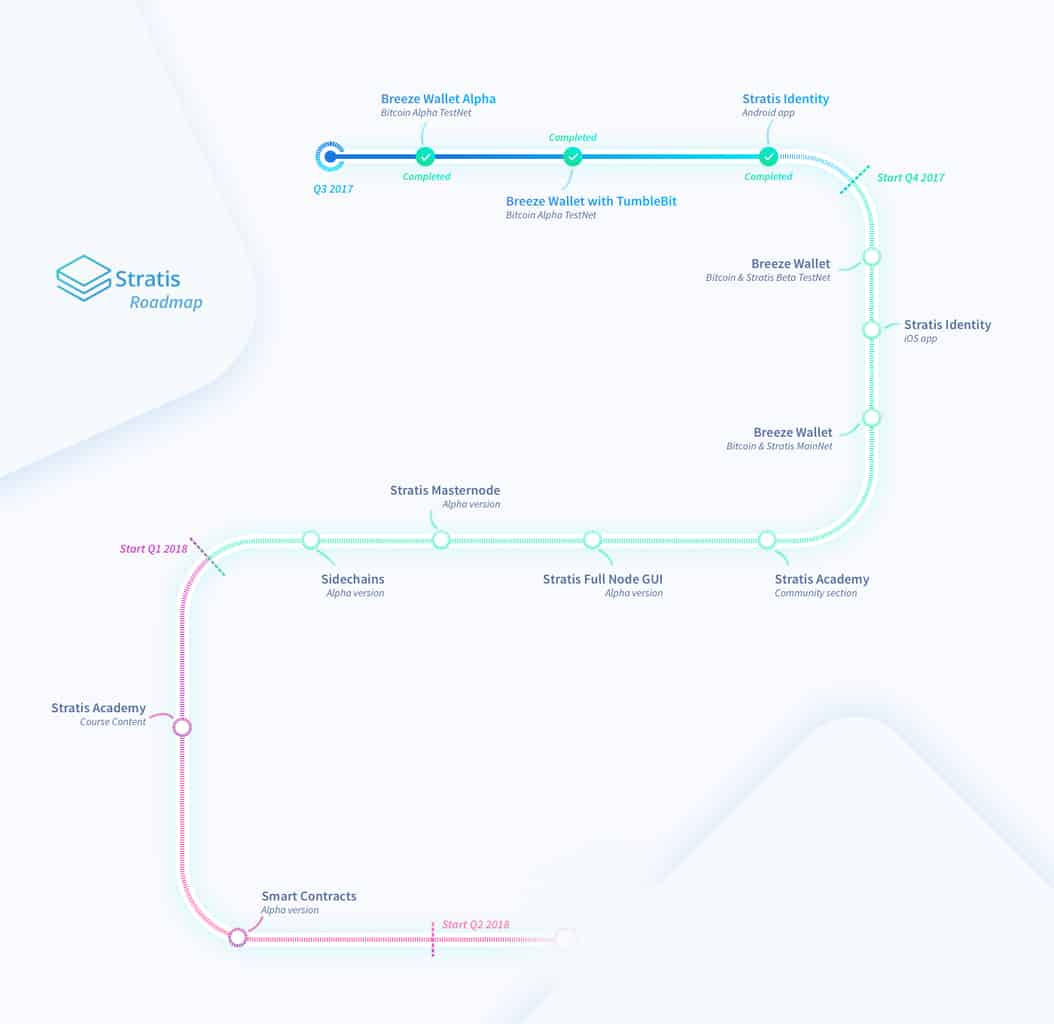 Breeze Wallet Alpha
Bitcoin Alpha TestNet
Completed
Stratis Identity
Android app
Completed
Completed
Q3 2017
Breeze Wallet with TumbleBit
Bitcoin Alpha TestNet
Start Q4 2017
Stratis
Roadmap
Breeze Wallet
Bitcoin & Stratis Beta TestNet
Stratis Identity
iOS app
Breeze Wallet
Bitcoin & Stratis MainNet
Stratis Masternode
Alpha version
Start Q1 2018
Sidechains
Alpha version
Stratis Full Node GUI
Alpha version
Stratis Academy
Community section
Stratis Academy
Course Content
Smart Contracts
Alpha version
Start Q2 2018